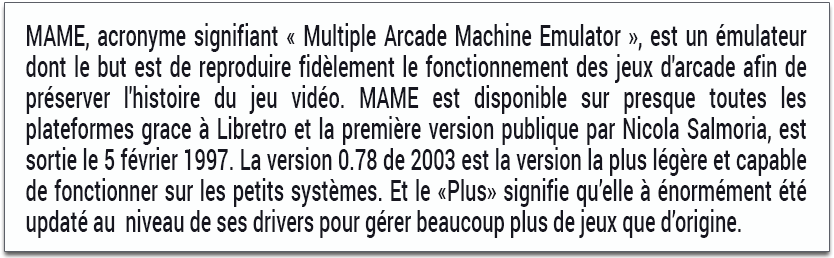 MAME, acronyme signifiant « Multiple Arcade Machine Emulator », est un émulateur
dont le but est de reproduire fidèlement le fonctionnement des jeux d'arcade afin de
préserver l'histoire du jeu vidéo. MAME est disponible sur presque toutes les
plateformes grace à Libretro et la première version publique par Nicola Salmoria, est
sortie le 5 février 1997. La version 0.78 de 2003 est la version la plus légère et capable
de fonctionner sur les petits systèmes. Et le «Plus» signifie qu’elle à énormément été
updaté au  niveau de ses drivers pour gérer beaucoup plus de jeux que d’origine.